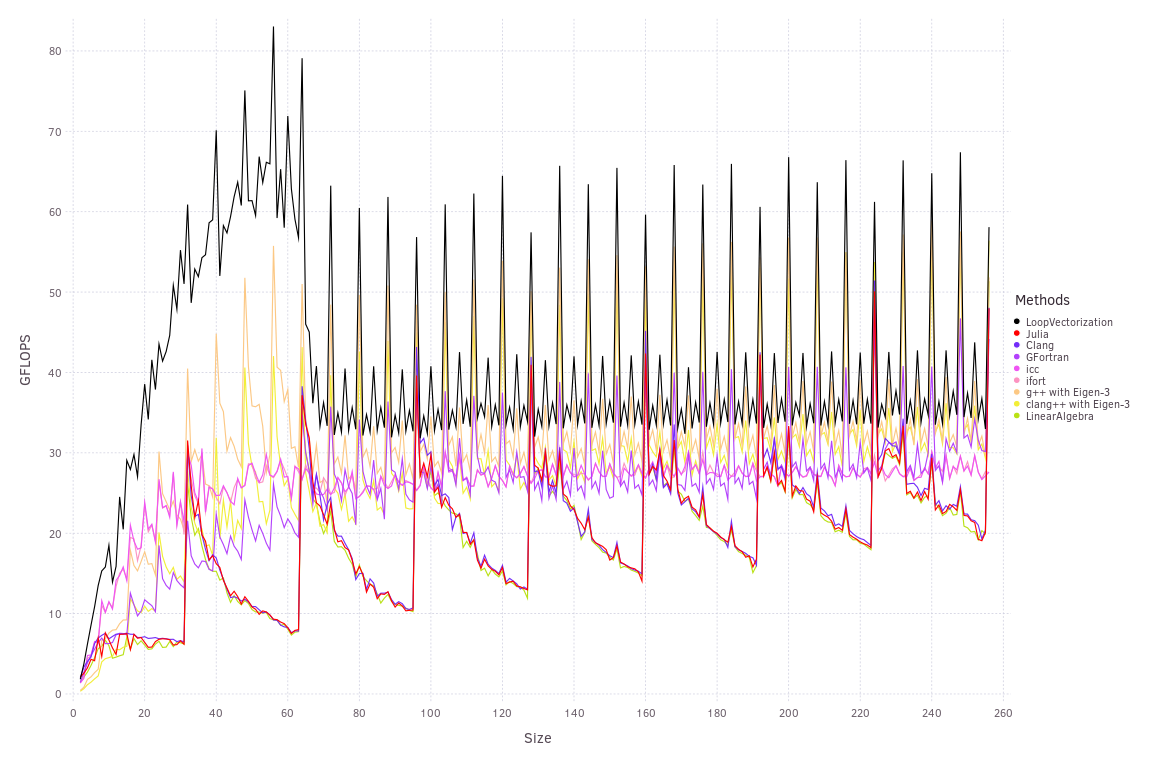 GFLOPS
80
70
60
50
40
30
20
10
0
0 20 40 60 80 100 120 140 160 180 200 220 240 260
Size
Methods
LoopVectorization
Julia
Clang
GFortran
icc
ifort
g++ with Eigen-3
clang++ with Eigen-3
LinearAlgebra